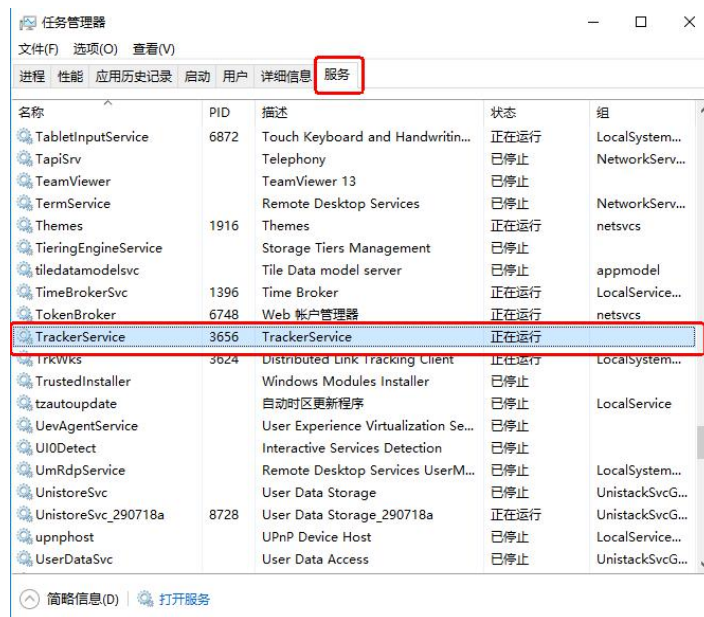 任务管理器
文件(F) 选项(O) 查看(V)
进程 性能 应用历史记录 启动 用户 详细信息 服务
名称 PID 描述 状态 组
TabletInputService 6872 Touch Keyboard and Handwritin... 正在运行 LocalSystem...
TapiSrv Telephony 已停止 NetworkServ...
TeamViewer TeamViewer 13 已停止
TermService Remote Desktop Services 已停止 NetworkServ...
Themes 1916 Themes 正在运行 netsvcs
TieringEngineService Storage Tiers Management 已停止
tiledatamodelsvc Tile Data model server 已停止 appmodel
TimeBrokerSvc 1396 Time Broker 正在运行 LocalService...
TokenBroker 6748 Web 帐户管理器 正在运行 netsvcs
TrackerService 3656 TrackerService 正在运行
TrkWks 3624 Distributed Link Tracking Client 正在运行 LocalSystem...
TrustedInstaller Windows Modules Installer 已停止
tzautoupdate 自动时区更新程序 已停止 LocalService
UevAgentService User Experience Virtualization Se... 已停止
UI0Detect Interactive Services Detection 已停止
UmRdpService Remote Desktop Services UserM... 已停止 LocalSystem...
UnistoreSvc User Data Storage 已停止 UnistackSvcG...
UnistoreSvc_290718a 8728 User Data Storage_290718a 正在运行 UnistackSvcG...
upnphost UPnP Device Host 已停止 LocalService...
UserDataSvc User Data Access 已停止 UnistackSvcG...
简略信息(D) 打开服务